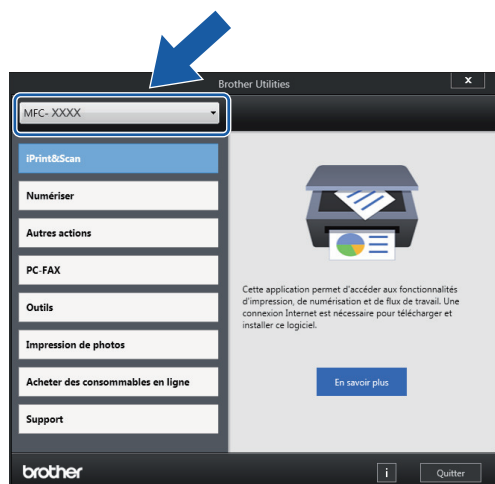 Brother Utilities
X
MFC- XXXX
iPrint&Scan
Numériser
Autres actions
PC-FAX
Outils
Impression de photos
Acheter des consommables en ligne
Support
Cette application permet d'accéder aux fonctionnalités
d'impression, de numérisation et de flux de travail. Une
connexion Internet est nécessaire pour télécharger et
installer ce logiciel.
En savoir plus
brother
i
Quitter